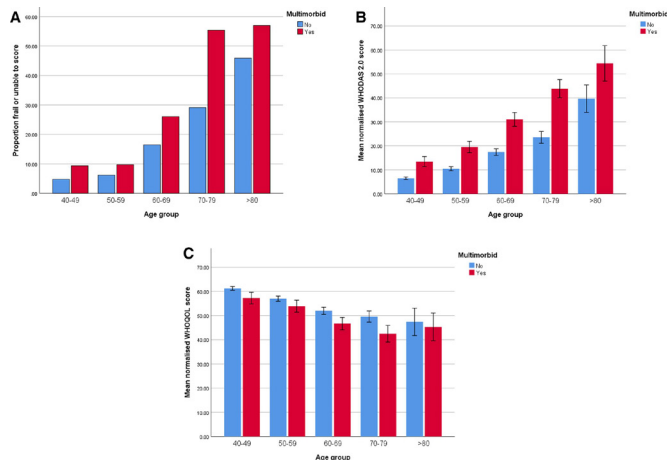 A
Multimorbid
No
Yes
Proportion frail or unable to score
60.00
50.00
40.00
30.00
20.00
10.00
.00
40-49 50-59 60-69 70-79 >80
Age group
B
Multimorbid
No
Yes
Mean normalised WHODAS 2.0 score
70.00
60.00
50.00
40.00
30.00
20.00
10.00
.00
40-49 50-59 60-69 70-79 >80
Age group
C
Multimorbid
No
Yes
Mean normalised WHOQOL score
70.00
60.00
50.00
40.00
30.00
20.00
10.00
.00
40-49 50-59 60-69 70-79 >80
Age group